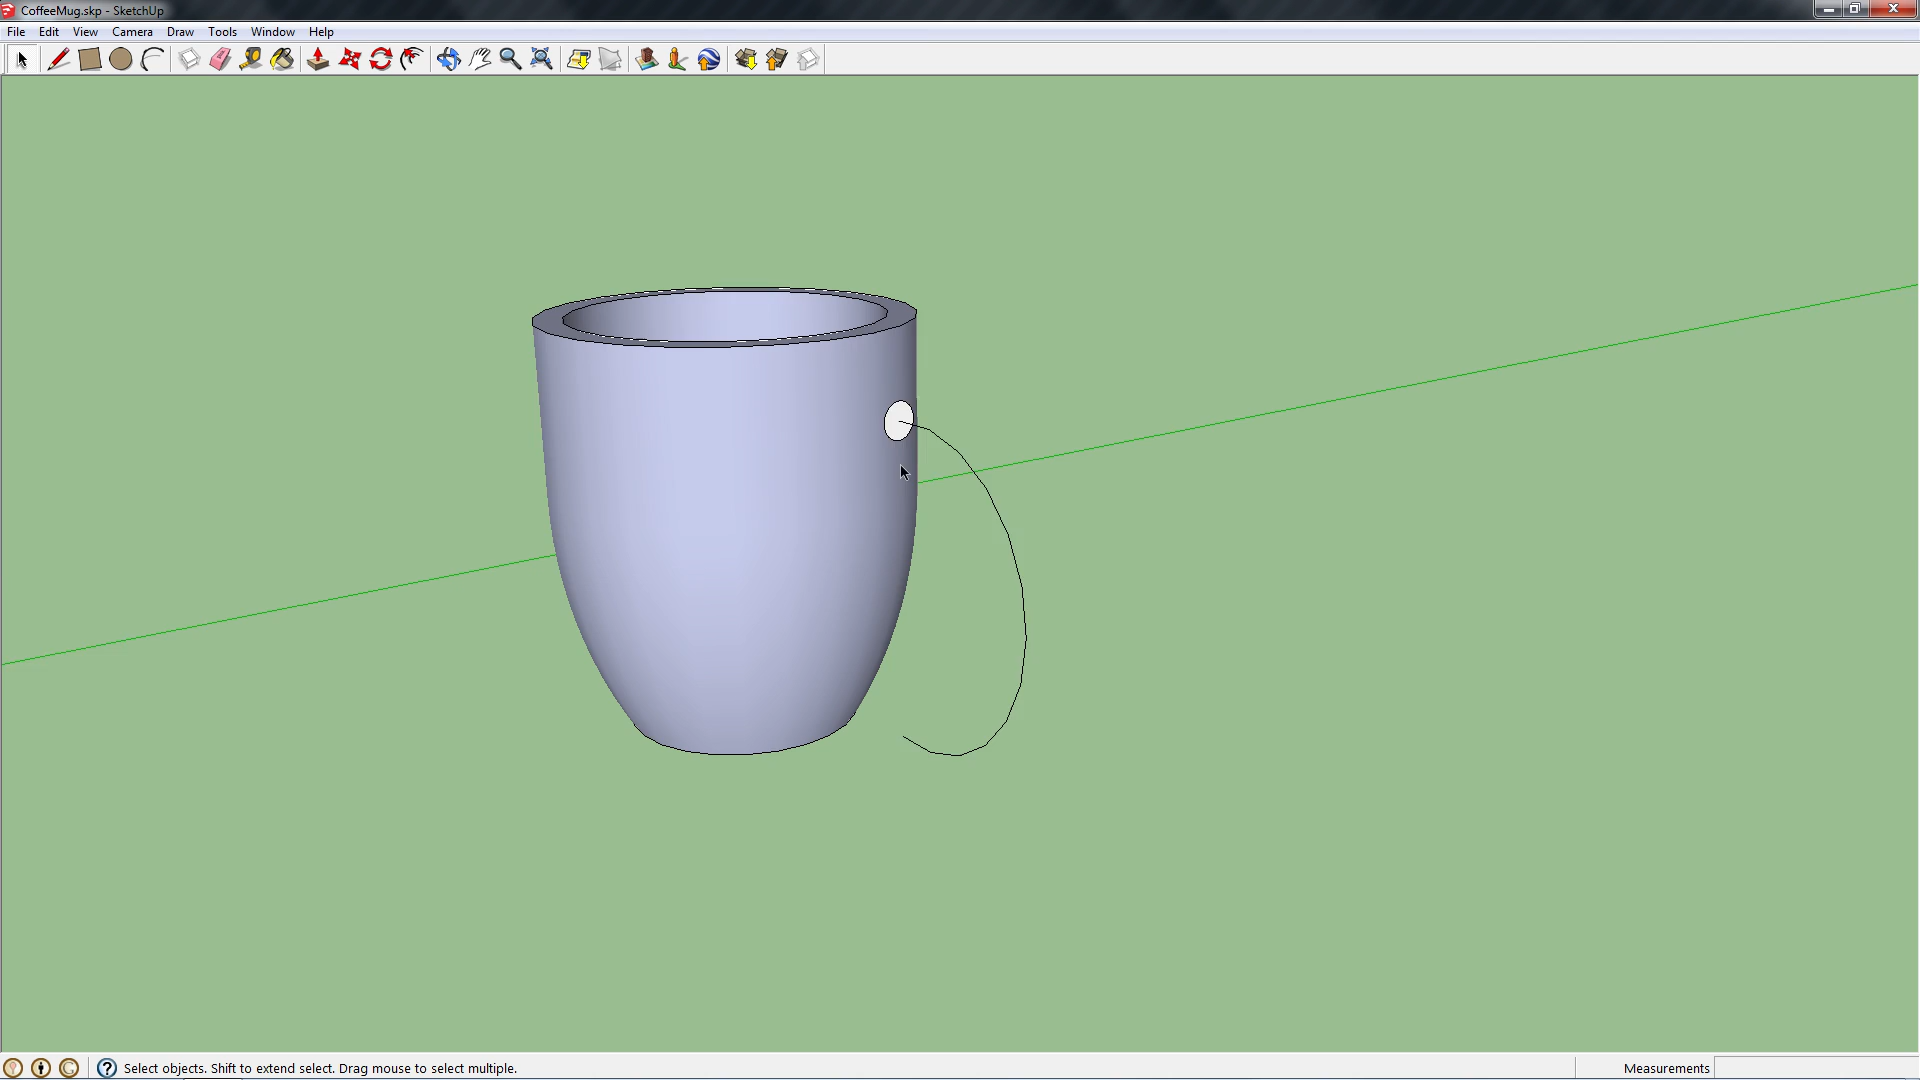 CoffeeMug.skp - SketchUp
File Edit View Camera Draw Tools Window Help
Select objects. Shift to extend select. Drag mouse to select multiple.
Measurements